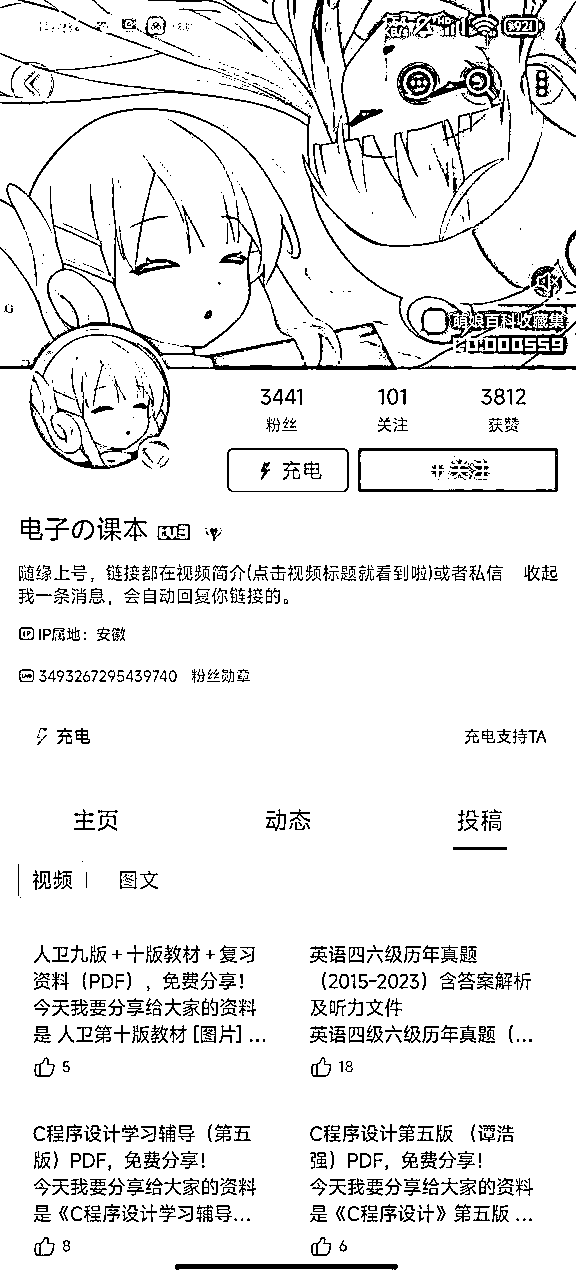 萌娘百科收藏集
CD.000559
3441
101
3812
粉丝
关注
获赞
充电
+关注
电子の课本
随缘上号，链接都在视频简介(点击视频标题就看到啦)或者私信 收起
我一条消息，会自动回复你链接的。
IP属地：安徽
3493267295439740 粉丝勋章
充电
充电支持TA
主页
动态
投稿
视频
图文
人卫九版＋十版教材＋复习
资料（PDF），免费分享！
今天我要分享给大家的资料
是 人卫第十版教材 [图片] ...
5
英语四六级历年真题
（2015-2023）含答案解析
及听力文件
英语四级六级历年真题（...
18
C程序设计学习辅导（第五
版）PDF，免费分享！
今天我要分享给大家的资料
是《C程序设计学习辅导...
8
C程序设计第五版 （谭浩
强）PDF，免费分享！
今天我要分享给大家的资料
是《C程序设计》第五版 ...
6